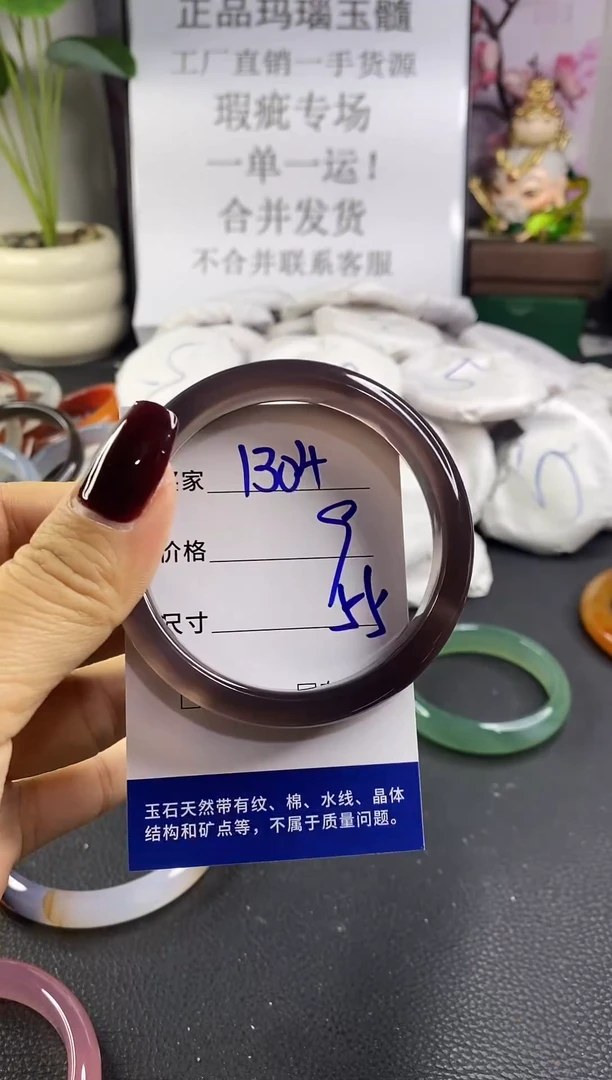 正品玛瑙玉髓
工厂直销一手货源
瑕疵专场
一单一运！
合并发货
不合并联系客服
5
家 1304
价格 9
尺寸 55
玉石天然带有纹、棉、水线、晶体
结构和矿点等，不属于质量问题。